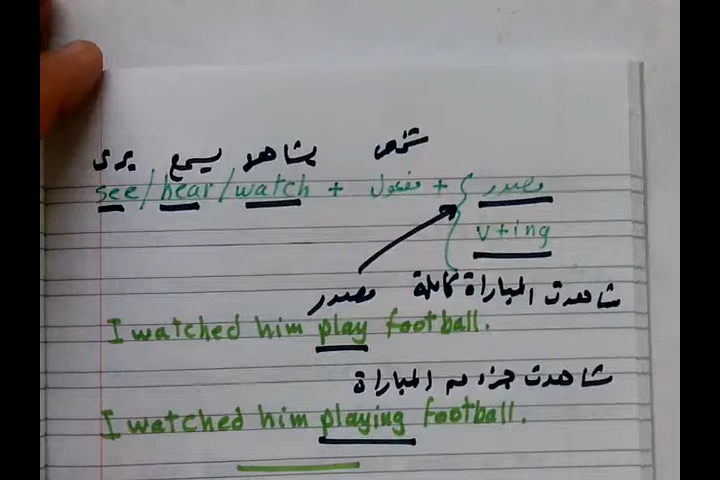 يرى يسمع يشاهد شخص
see/hear/watch + مفعول + { مصدر
v+ing
شاهدت المباراة كاملة
مصدر
I watched him play football.
شاهدت جزء من المباراة
I watched him playing football.